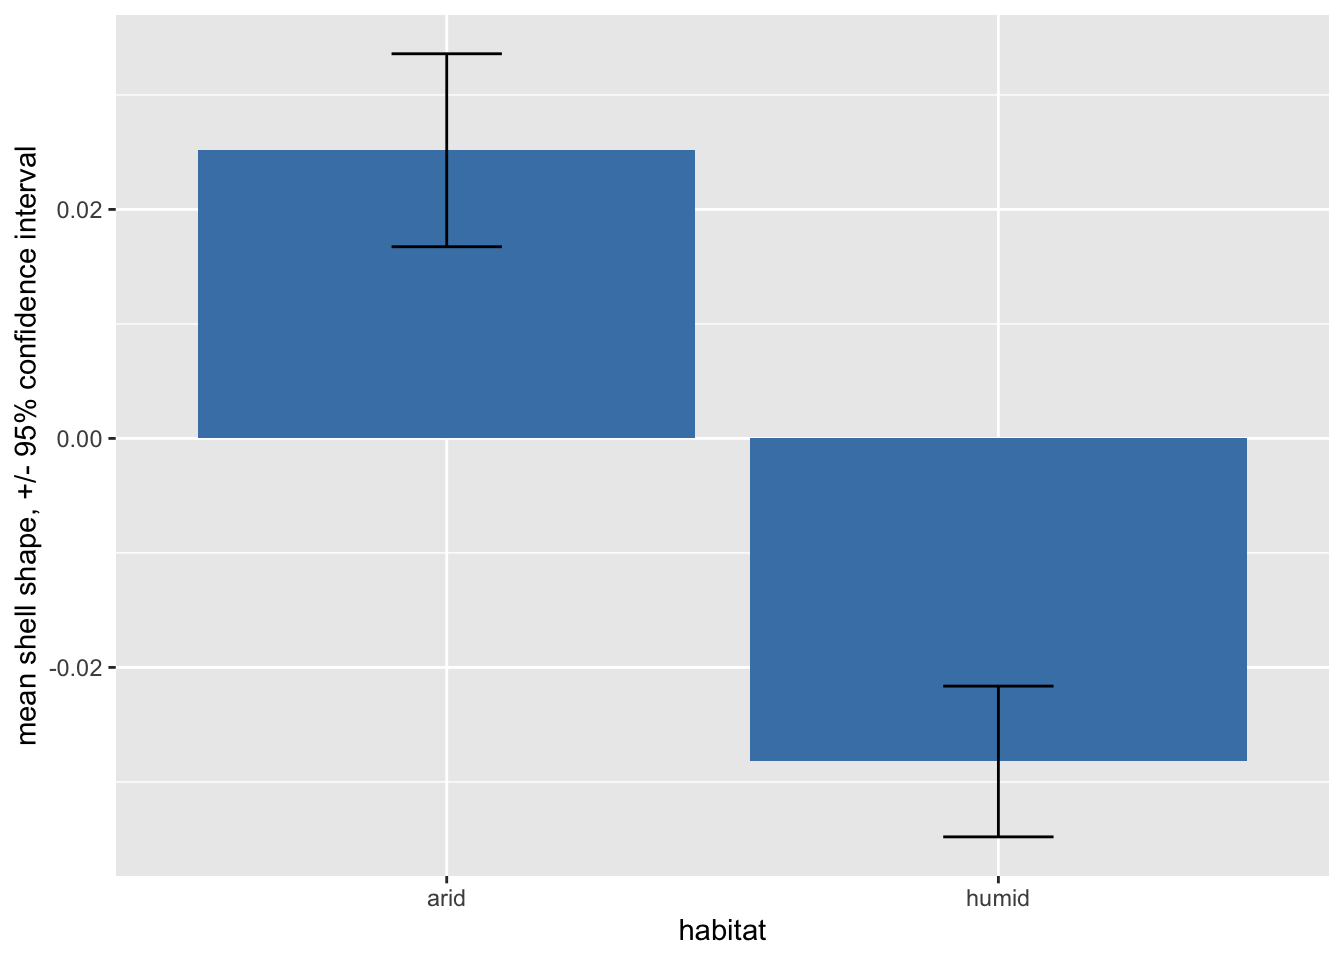 mean shell shape, +/- 95% confidence interval
0.02
0.00
-0.02
arid
humid
habitat